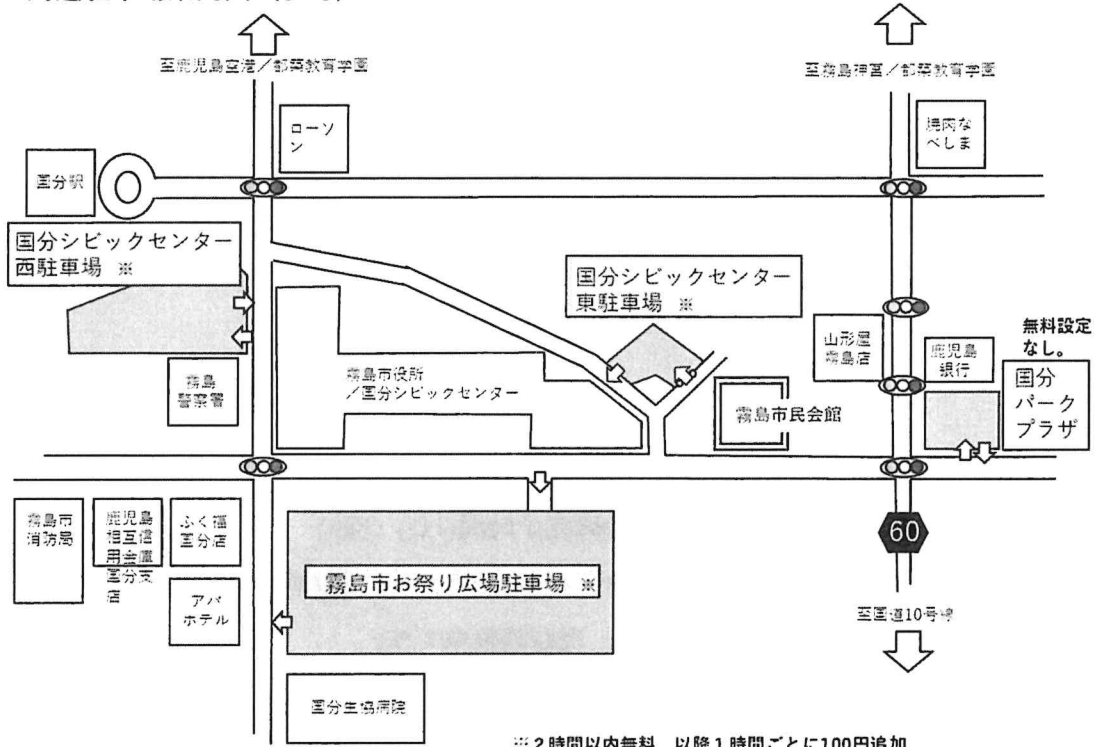 至鹿児島空港／都築教育学園
至霧島神宮／都築教育学園
ローソ
ン
焼肉な
べしま
国分駅
国分シビックセンター
西駐車場 ※
国分シビックセンター
東駐車場 ※
山形屋
霧島店
鹿児島
銀行
無料設定
なし。
国分
パーク
プラザ
霧島
警察署
霧島市役所
／国分シビックセンター
霧島市民会館
霧島市
消防局
鹿児島
相互信
用金庫
国分支
店
ふく福
国分店
アパ
ホテル
霧島市お祭り広場駐車場 ※
60
至国道10号線
国分生協病院
※２時間以内無料 以降１時間ごとに100円追加